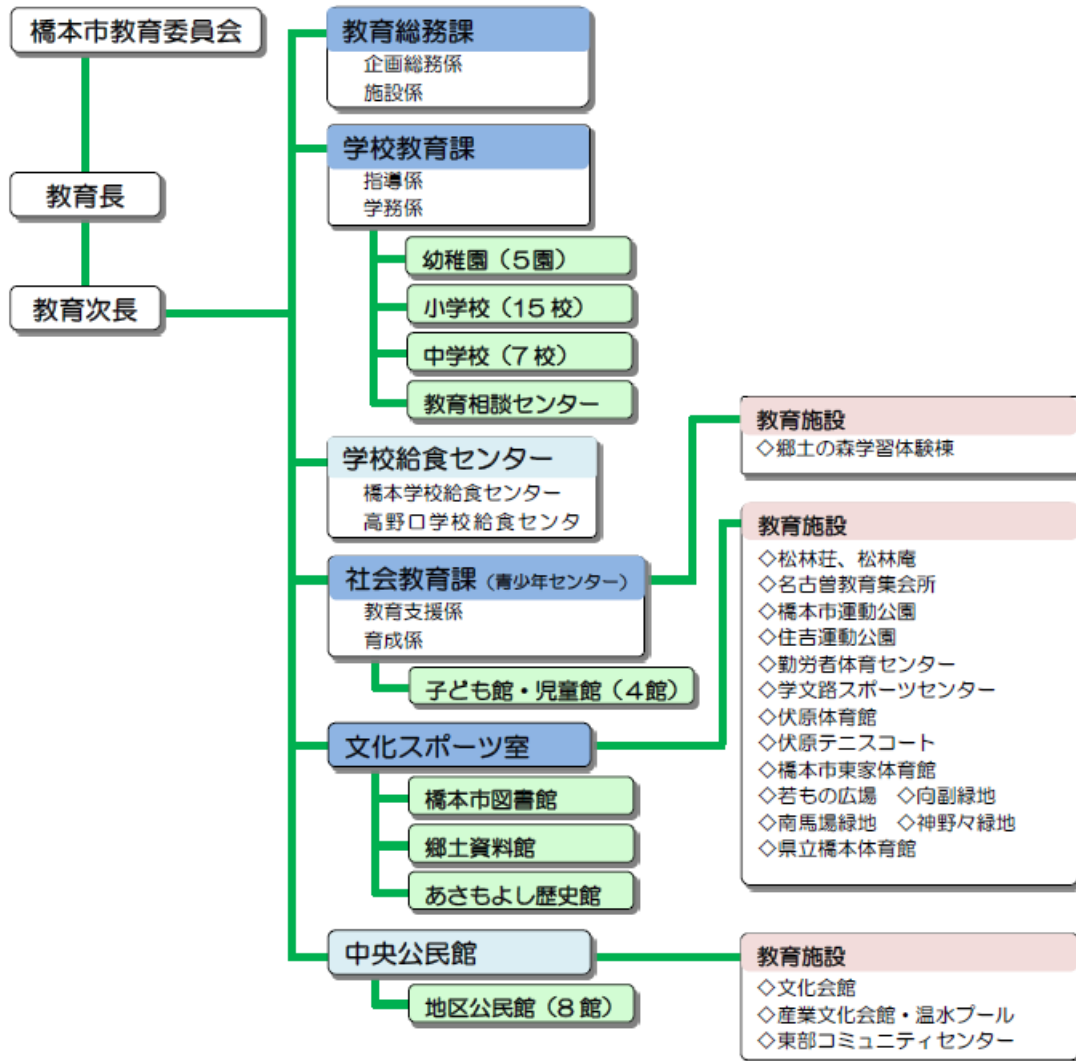 橋本市教育委員会
教育長
教育次長
教育総務課
企画総務係
施設係
学校教育課
指導係
学務係
幼稚園（５園）
小学校（15校）
中学校（７校）
教育相談センター
学校給食センター
橋本学校給食センター
高野口学校給食センタ
社会教育課（青少年センター）
教育支援係
育成係
子ども館・児童館（４館）
文化スポーツ室
橋本市図書館
郷土資料館
あさもよし歴史館
中央公民館
地区公民館（８館）
教育施設
◇郷土の森学習体験棟
教育施設
◇松林荘、松林庵
◇名古曽教育集会所
◇橋本市運動公園
◇住吉運動公園
◇勤労者体育センター
◇学文路スポーツセンター
◇伏原体育館
◇伏原テニスコート
◇橋本市東家体育館
◇若もの広場　◇向副緑地
◇南馬場緑地　◇神野々緑地
◇県立橋本体育館
教育施設
◇文化会館
◇産業文化会館・温水プール
◇東部コミュニティセンター